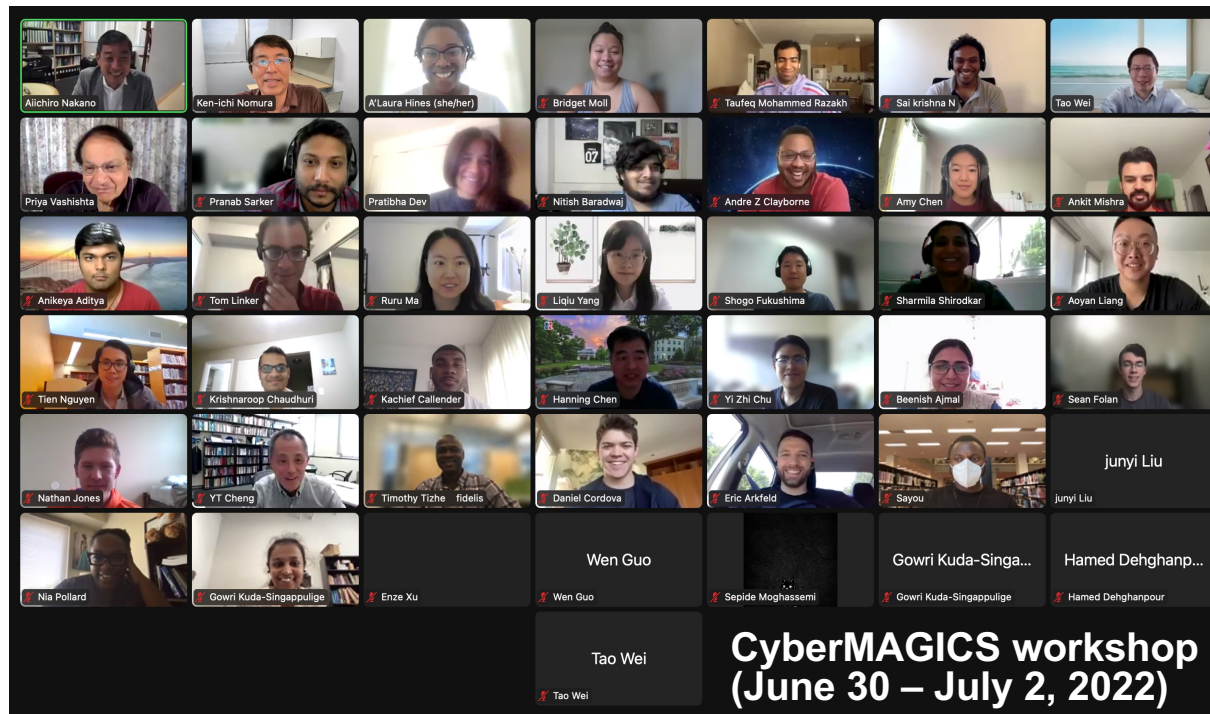 Aiichiro Nakano
Ken-ichi Nomura
A'Laura Hines (she/her)
Bridget Moll
Taufeq Mohammed Razakh
Sai krishna N
Tao Wei
Priya Vashishta
Pranab Sarker
Pratibha Dev
07
Nitish Baradwaj
Andre Z Clayborne
Amy Chen
Ankit Mishra
Anikeya Aditya
Tom Linker
Ruru Ma
Liqiu Yang
Shogo Fukushima
Sharmila Shirodkar
Aoyan Liang
Tien Nguyen
Krishnaroop Chaudhuri
Kachief Callender
Hanning Chen
Yi Zhi Chu
Beenish Ajmal
Sean Folan
Nathan Jones
YT Cheng
Timothy Tizhe fidelis
Daniel Cordova
Eric Arkfeld
Sayou
junyi Liu
junyi Liu
Nia Pollard
Gowri Kuda-Singappulige
Enze Xu
Wen Guo
Wen Guo
Sepide Moghassemi
Gowri Kuda-Singa...
Gowri Kuda-Singappulige
Hamed Dehghanp...
Hamed Dehghanpour
Tao Wei
Tao Wei
CyberMAGICS workshop
(June 30 – July 2, 2022)